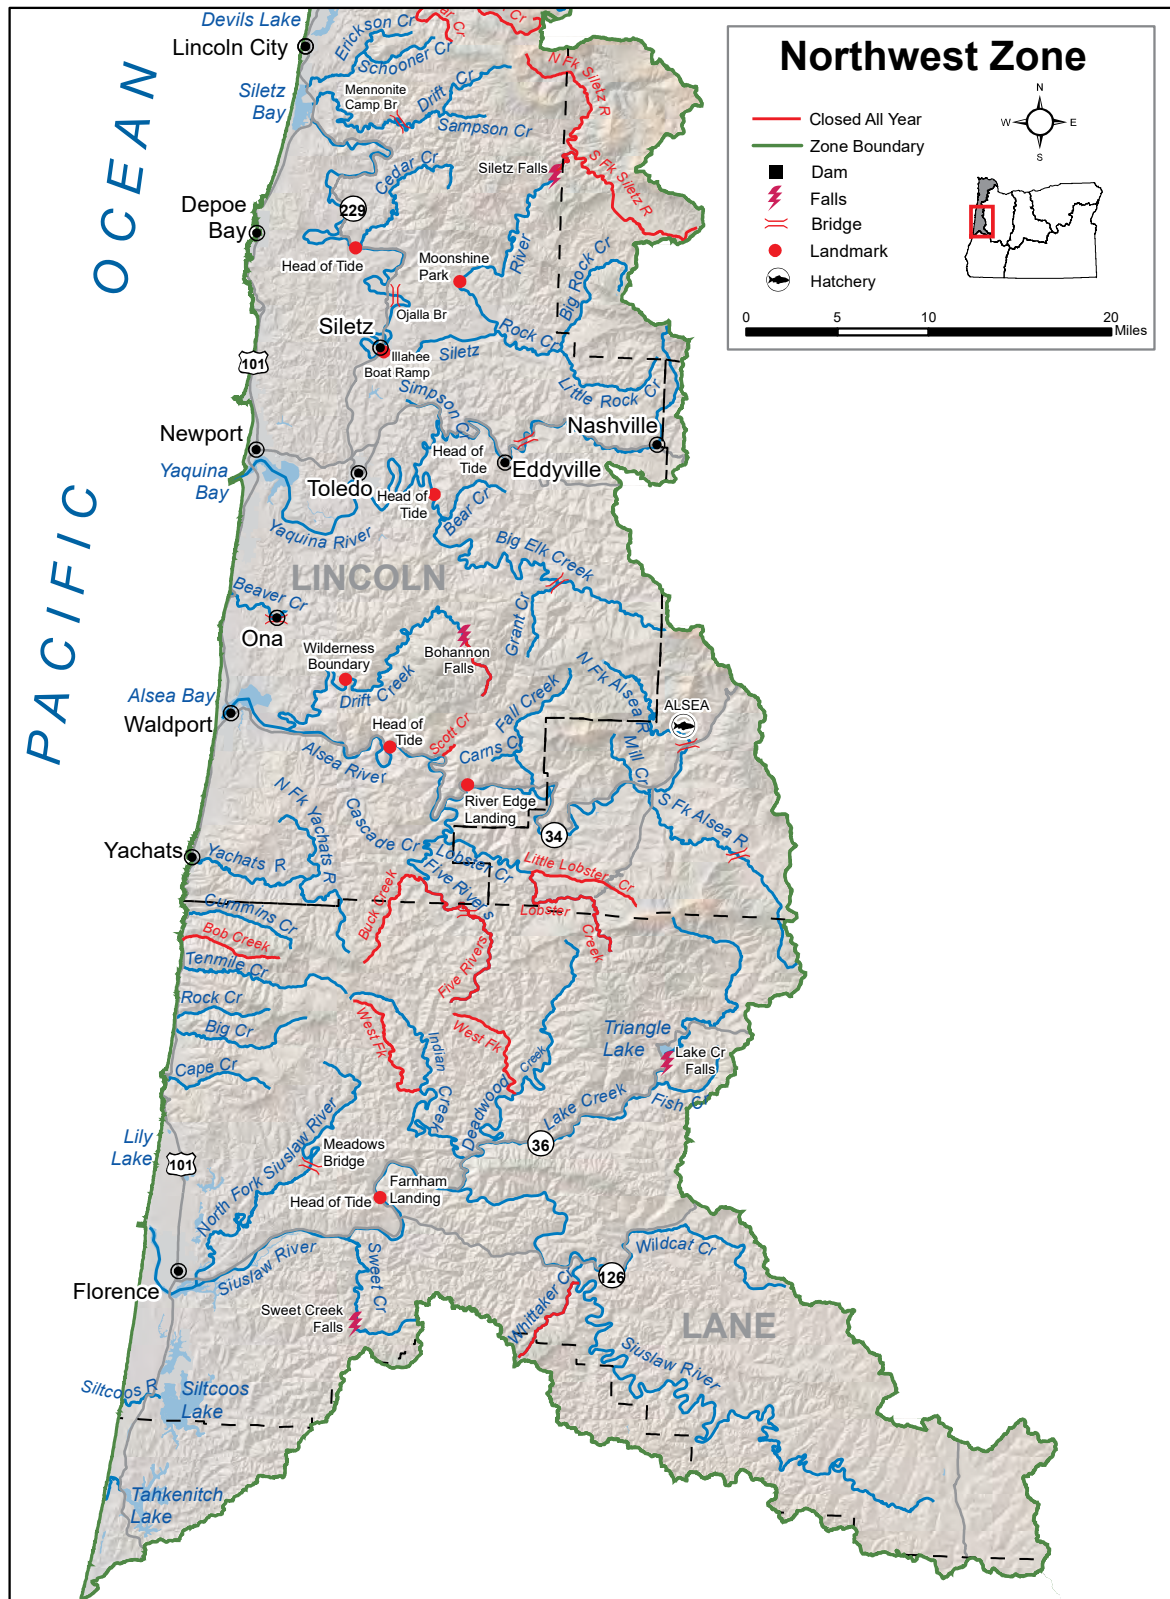 Northwest Zone
Closed All Year
Zone Boundary
Dam
Falls
Bridge
Landmark
Hatchery
N
W
E
S
0
5
10
20
Miles
Devils Lake
Lincoln City
Erickson Cr
Schooner Cr
Cr
N Fk Siletz R
Siletz
Bay
Mennonite
Camp Br
Drift Cr
Sampson Cr
Siletz Falls
S Fk Siletz R
Cedar Cr
229
Depoe
Bay
Head of Tide
Moonshine
Park
River
Big Rock Cr
Ojalla Br
Siletz
Illahee
Boat Ramp
Siletz
Rock Cr
Little Rock Cr
101
Simpson Cr
Nashville
Newport
Head of
Tide
Eddyville
Yaquina
Bay
Toledo
Head of
Tide
Bear Cr
Yaquina River
Big Elk Creek
LINCOLN
OCEAN
PACIFIC
Beaver Cr
Ona
Grant Cr
Wilderness
Boundary
Bohannon
Falls
Drift Creek
N Fk Alsea R
Fall Creek
ALSEA
Alsea Bay
Waldport
Head of
Tide
Scott Cr
Carns C
Mill Cr
Alsea River
River Edge
Landing
34
S Fk Alsea R
N Fk Yachats R
Cascade Cr
Yachats
Yachats R
Lobster Cr
Five Rivers
Little Lobster Cr
Lobster
Creek
Buck Creek
Five Rivers
Cummins Cr
Bob Creek
Tenmile Cr
Rock Cr
Big Cr
Cape Cr
West Fk
Indian
Creek
West Fk
Deadwood
Creek
Triangle
Lake
Lake Cr
Falls
Fish Cr
Lake Creek
36
Lily
Lake
101
Meadows
Bridge
North Fork Siuslaw River
Farnham
Landing
Head of Tide
Siuslaw River
Sweet Cr
Florence
Sweet Creek
Falls
Whittaker Cr
126
Wildcat Cr
LANE
Siuslaw River
Siltcoos R
Siltcoos
Lake
Tahkenitch
Lake